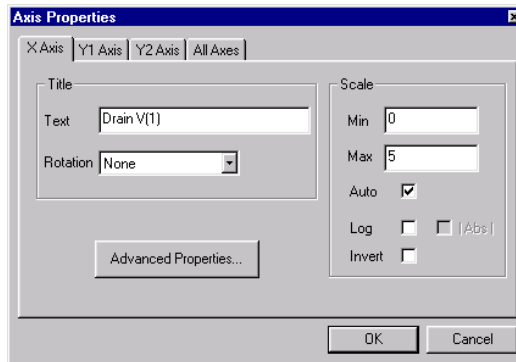 Axis Properties
X Axis Y1 Axis Y2 Axis All Axes
Title
Text Drain V(1)
Rotation None
Advanced Properties...
Scale
Min 0
Max 5
Auto
Log |Abs|
Invert
OK Cancel